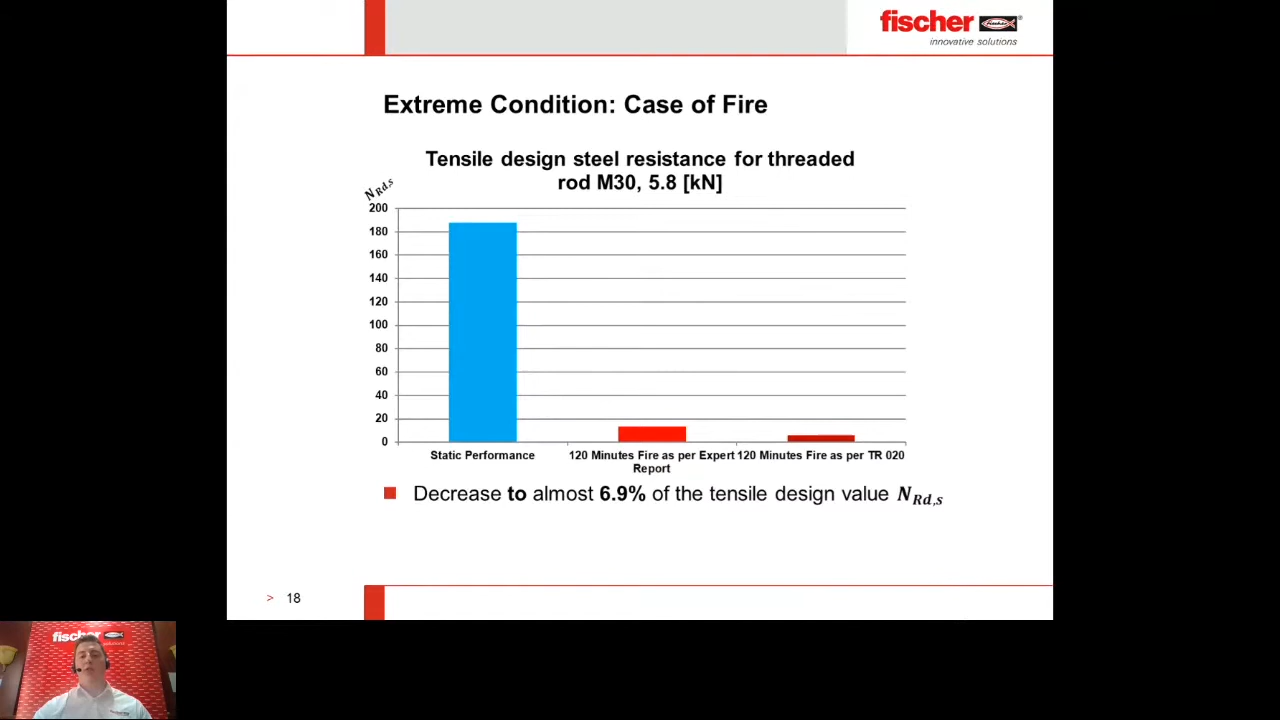 fischer
innovative solutions
Extreme Condition: Case of Fire
Tensile design steel resistance for threaded
rod M30, 5.8 [kN]
N Rd,s
200
180
160
140
120
100
80
60
40
20
0
Static Performance
120 Minutes Fire as per Expert
Report
120 Minutes Fire as per TR 020
Decrease to almost 6.9% of the tensile design value N Rd,s
> 18
fischer